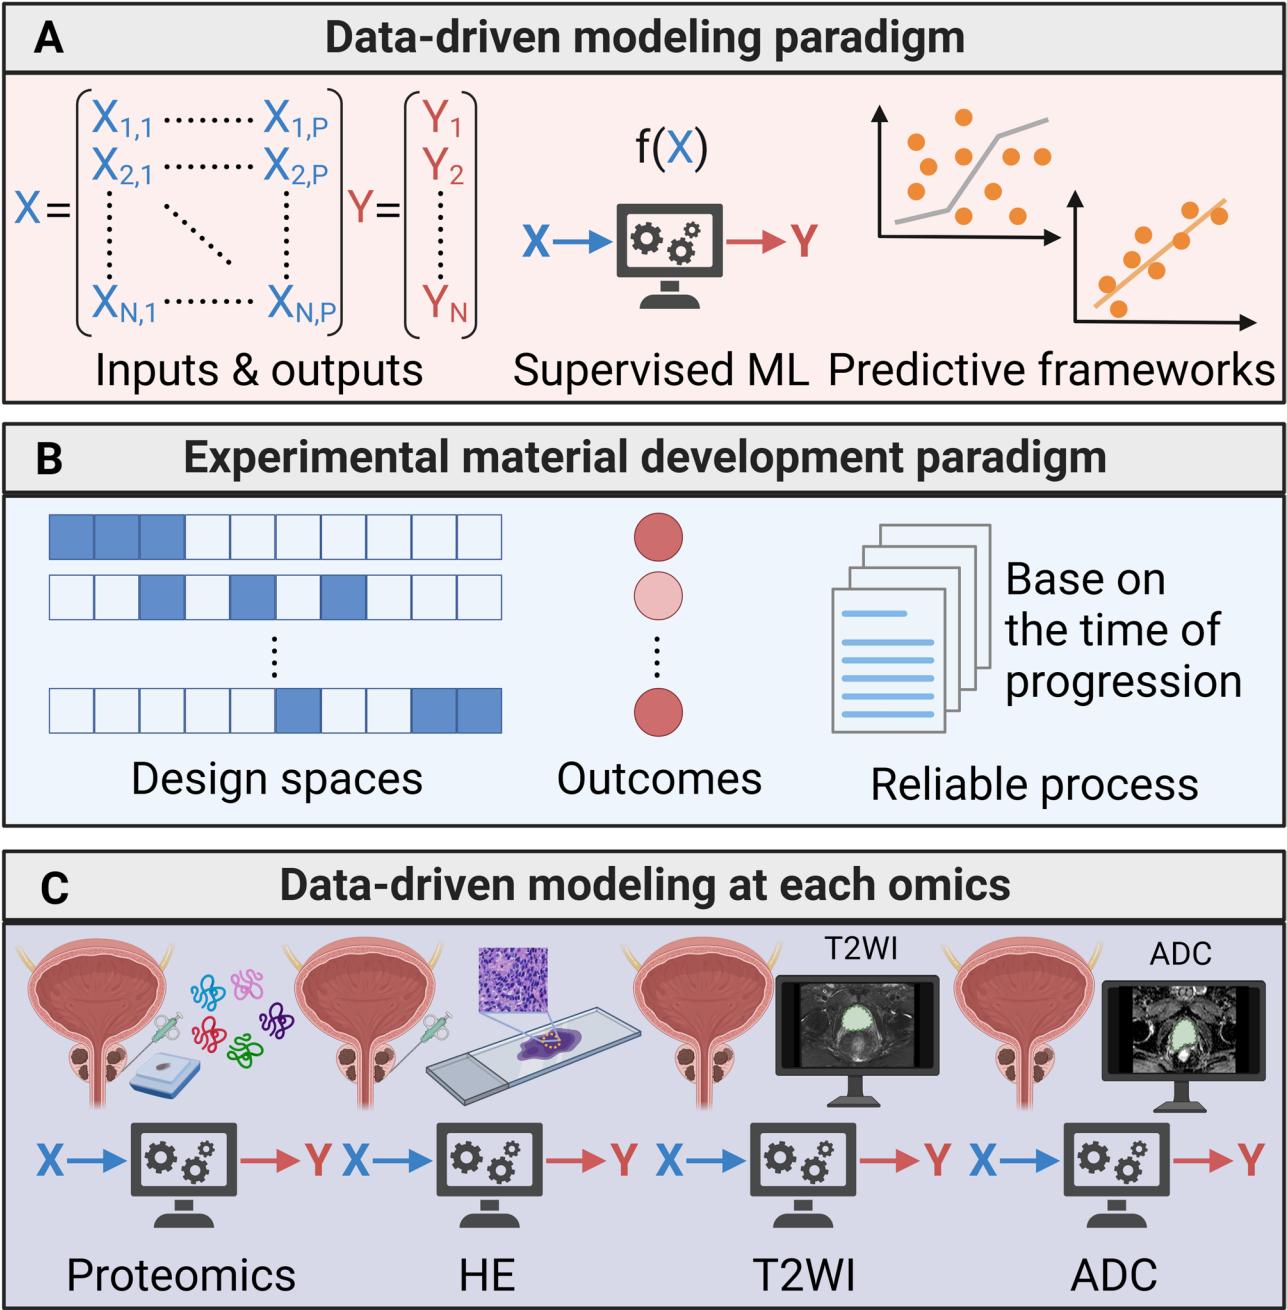 A Data-driven modeling paradigm
X = X1,1 ········ X1,P Y = Y1
X2,1 ········ X2,P Y2
XN,1 ········ XN,P YN
f(X)
X Y
Inputs & outputs Supervised ML Predictive frameworks
B Experimental material development paradigm
Base on
the time of
progression
Design spaces Outcomes Reliable process
C Data-driven modeling at each omics
T2WI ADC
X Y X Y X Y X Y
Proteomics HE T2WI ADC